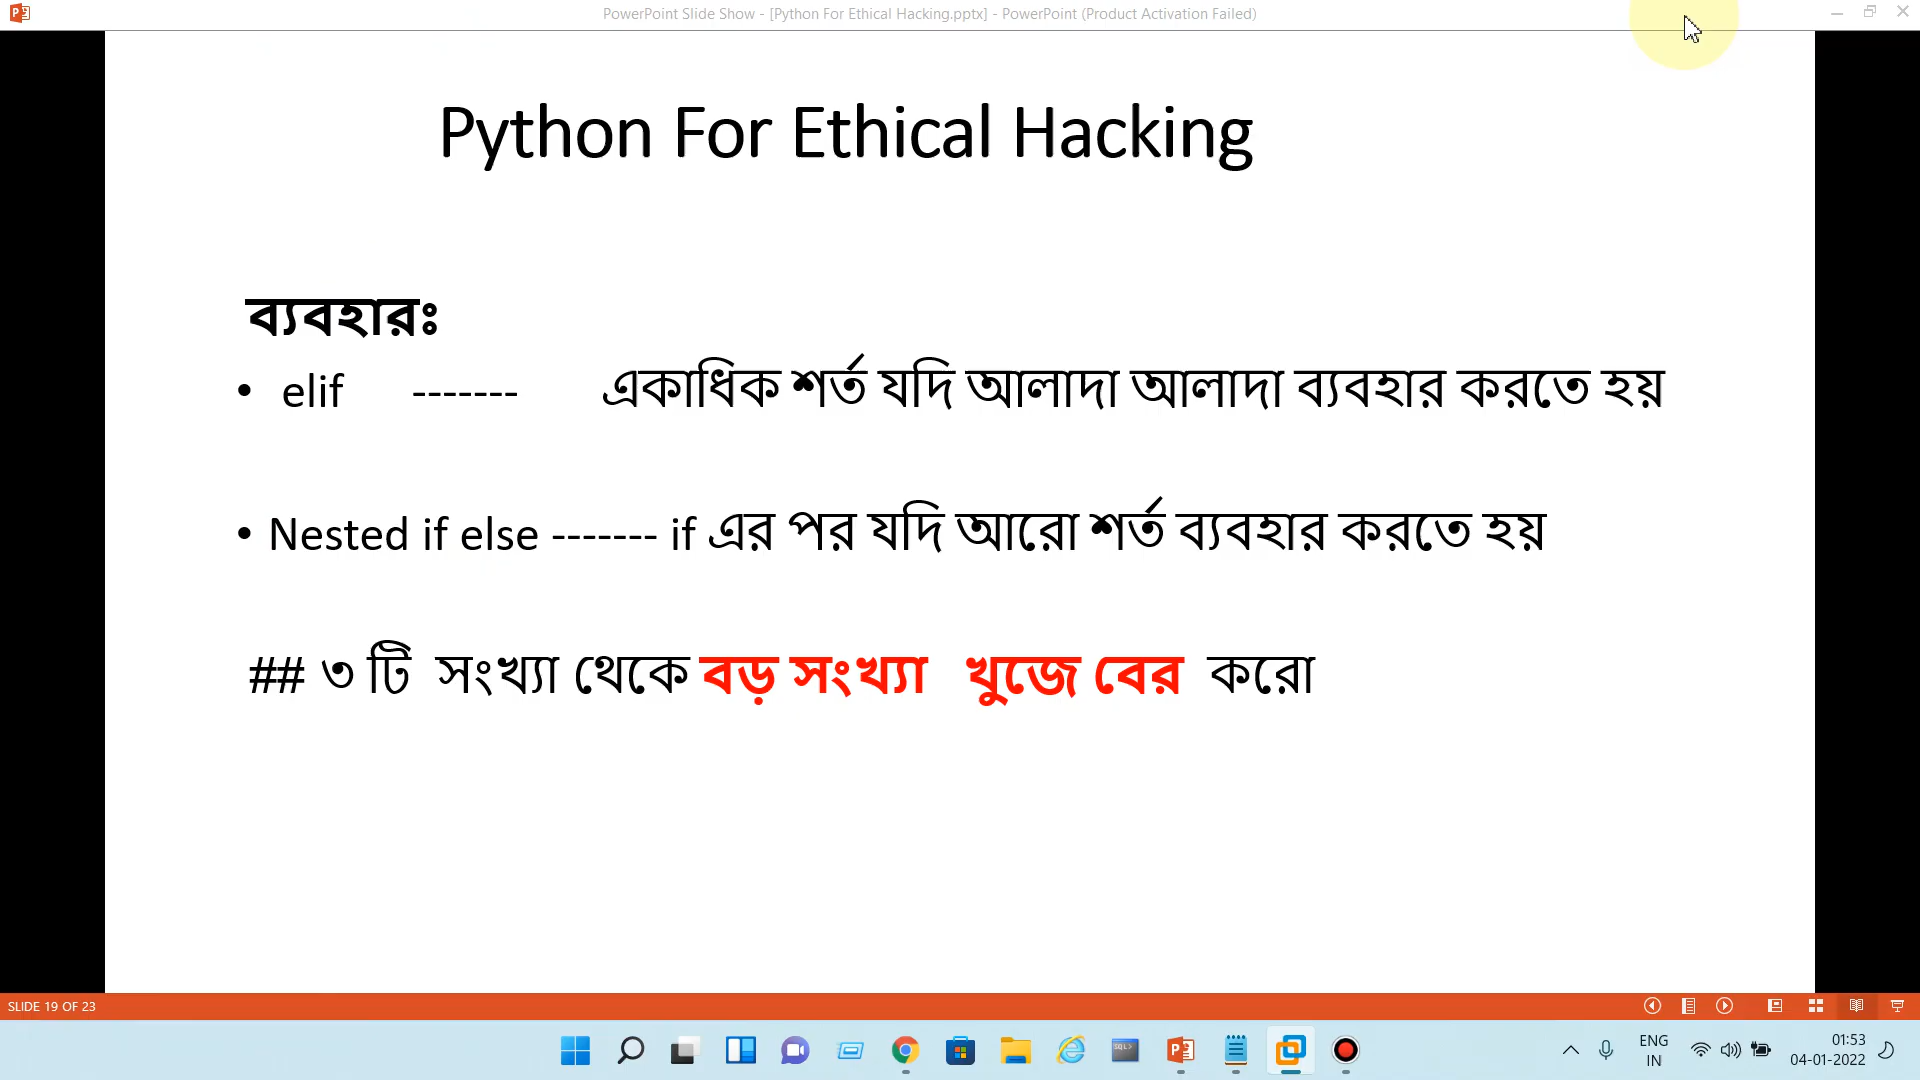 PowerPoint Slide Show - [Python For Ethical Hacking.pptx] - PowerPoint (Product Activation Failed)
Python For Ethical Hacking
ব্যবহারঃ
• elif ------- একাধিক শর্ত যদি আলাদা আলাদা ব্যবহার করতে হয়
• Nested if else ------- if এর পর যদি আরো শর্ত ব্যবহার করতে হয়
## ৩ টি সংখ্যা থেকে বড় সংখ্যা খুজে বের করো
SLIDE 19 OF 23
ENG
IN
01:53
04-01-2022